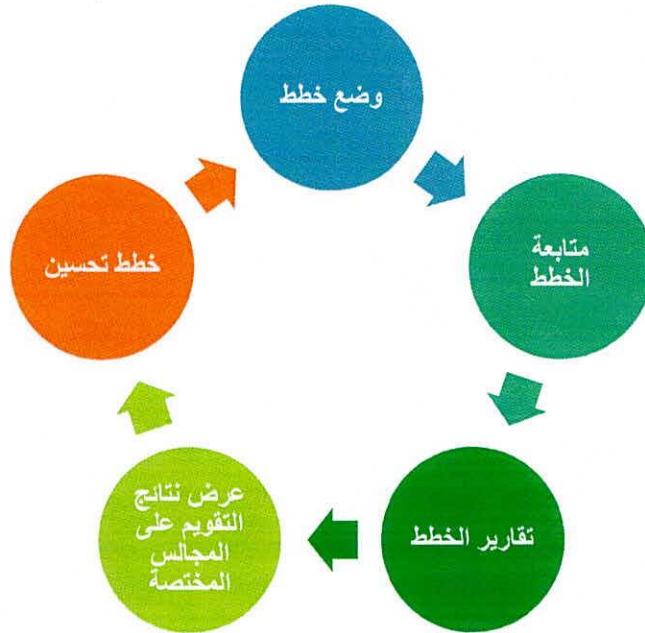 وضع خطط
متابعة
الخطط
تقارير الخطط
عرض نتائج
التقويم على
المجالس
المختصة
خطط تحسين